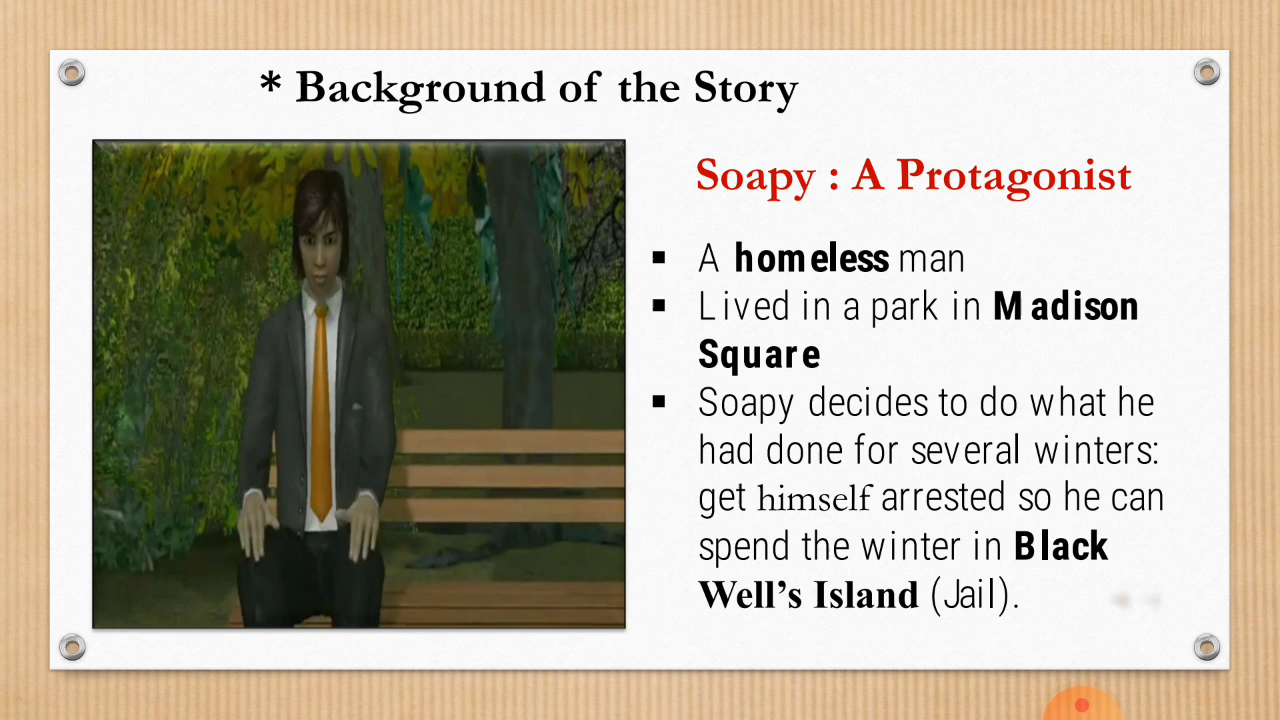 * Background of the Story
Soapy : A Protagonist
▪ A homeless man
▪ Lived in a park in Madison
Square
▪ Soapy decides to do what he
had done for several winters:
get himself arrested so he can
spend the winter in Black
Well’s Island (Jail).